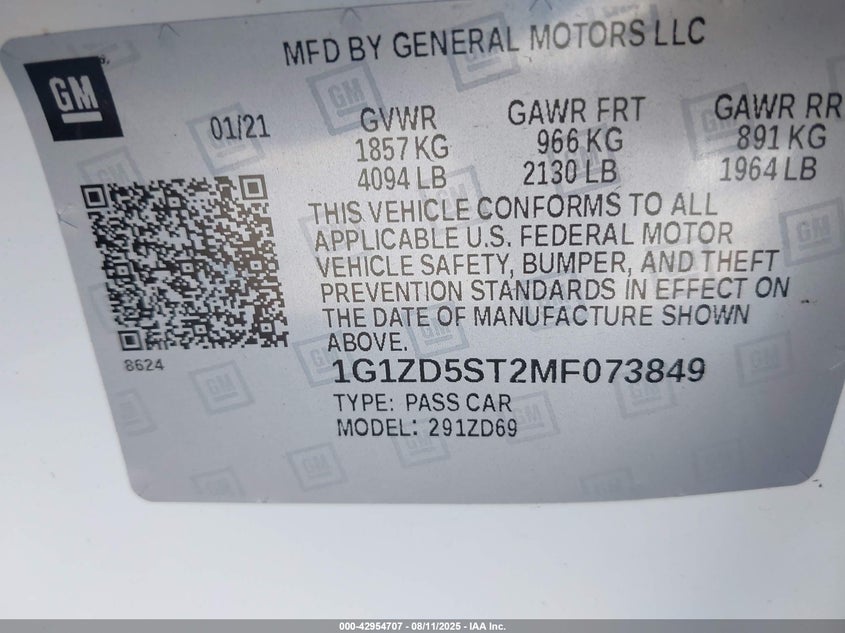 MFD BY GENERAL MOTORS LLC
GM
01/21
GVWR
1857 KG
4094 LB
GAWR FRT
966 KG
2130 LB
GAWR RR
891 KG
1964 LB
THIS VEHICLE CONFORMS TO ALL
APPLICABLE U.S. FEDERAL MOTOR
VEHICLE SAFETY, BUMPER, AND THEFT
PREVENTION STANDARDS IN EFFECT ON
THE DATE OF MANUFACTURE SHOWN
ABOVE.
8624
1G1ZD5ST2MF073849
TYPE: PASS CAR
MODEL: 291ZD69
000-42954707 - 08/11/2025 - IAA Inc.